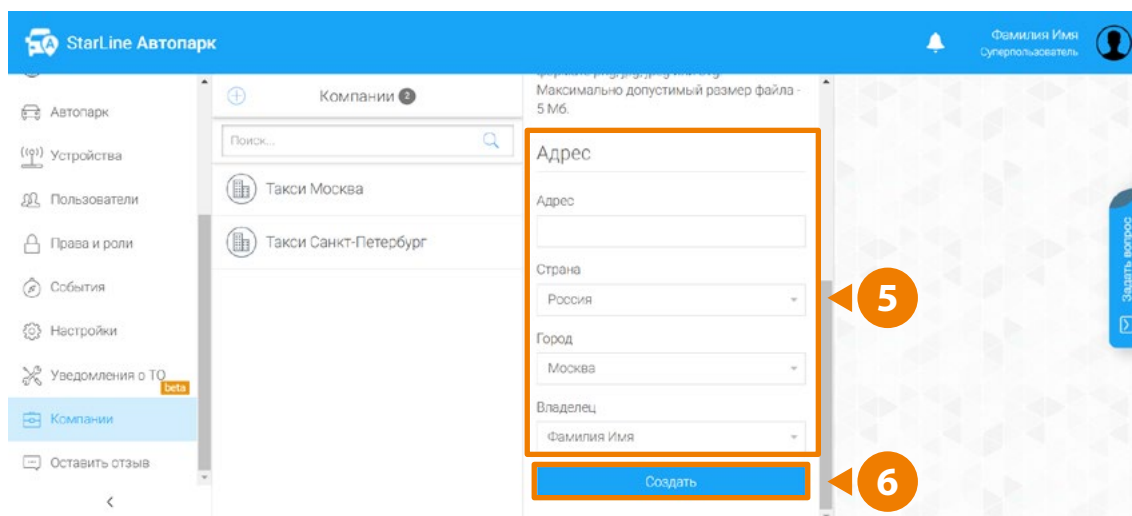 StarLine Автопарк
Фамилия Имя
Суперпользователь
Автопарк
Устройства
Пользователи
Права и роли
События
Настройки
Уведомления о ТО
beta
Компании
Оставить отзыв
Компании 2
Поиск...
Такси Москва
Такси Санкт-Петербург
Максимально допустимый размер файла -
5 Мб.
Адрес
Адрес
Страна
Россия
Город
Москва
Владелец
Фамилия Имя
Создать
5
6
Задать вопрос